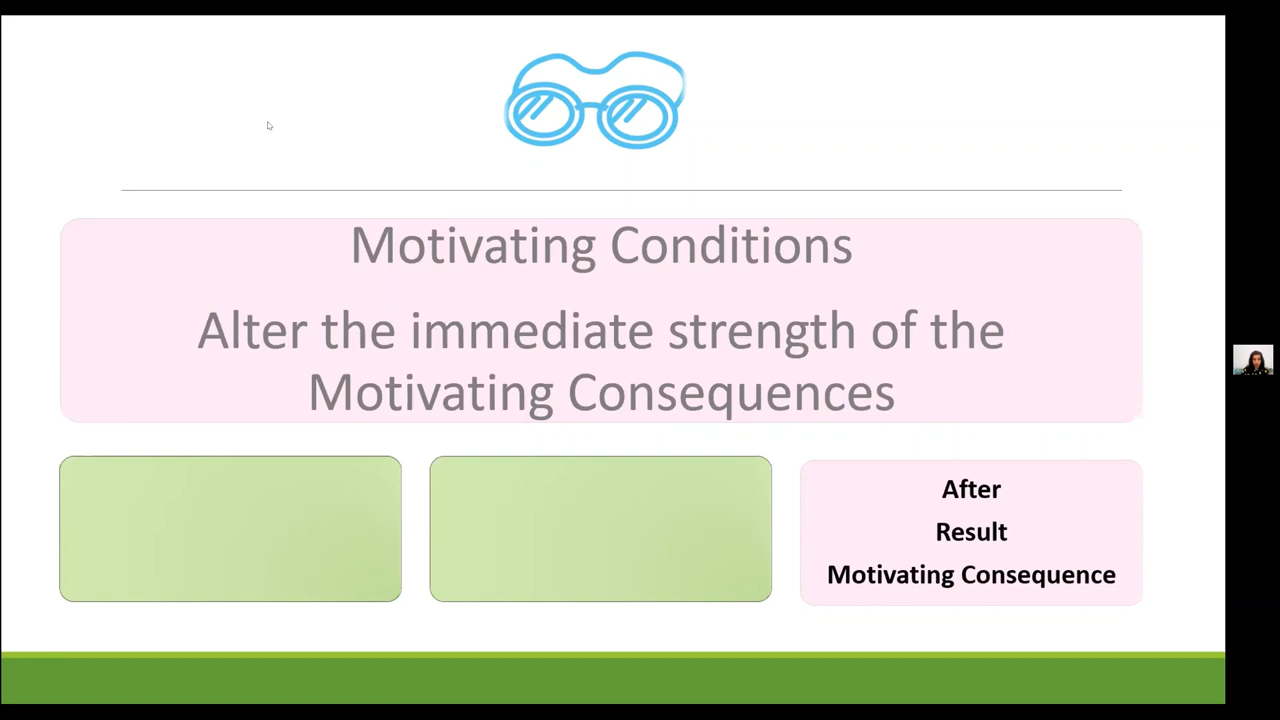 Motivating Conditions
Alter the immediate strength of the
Motivating Consequences
After
Result
Motivating Consequence